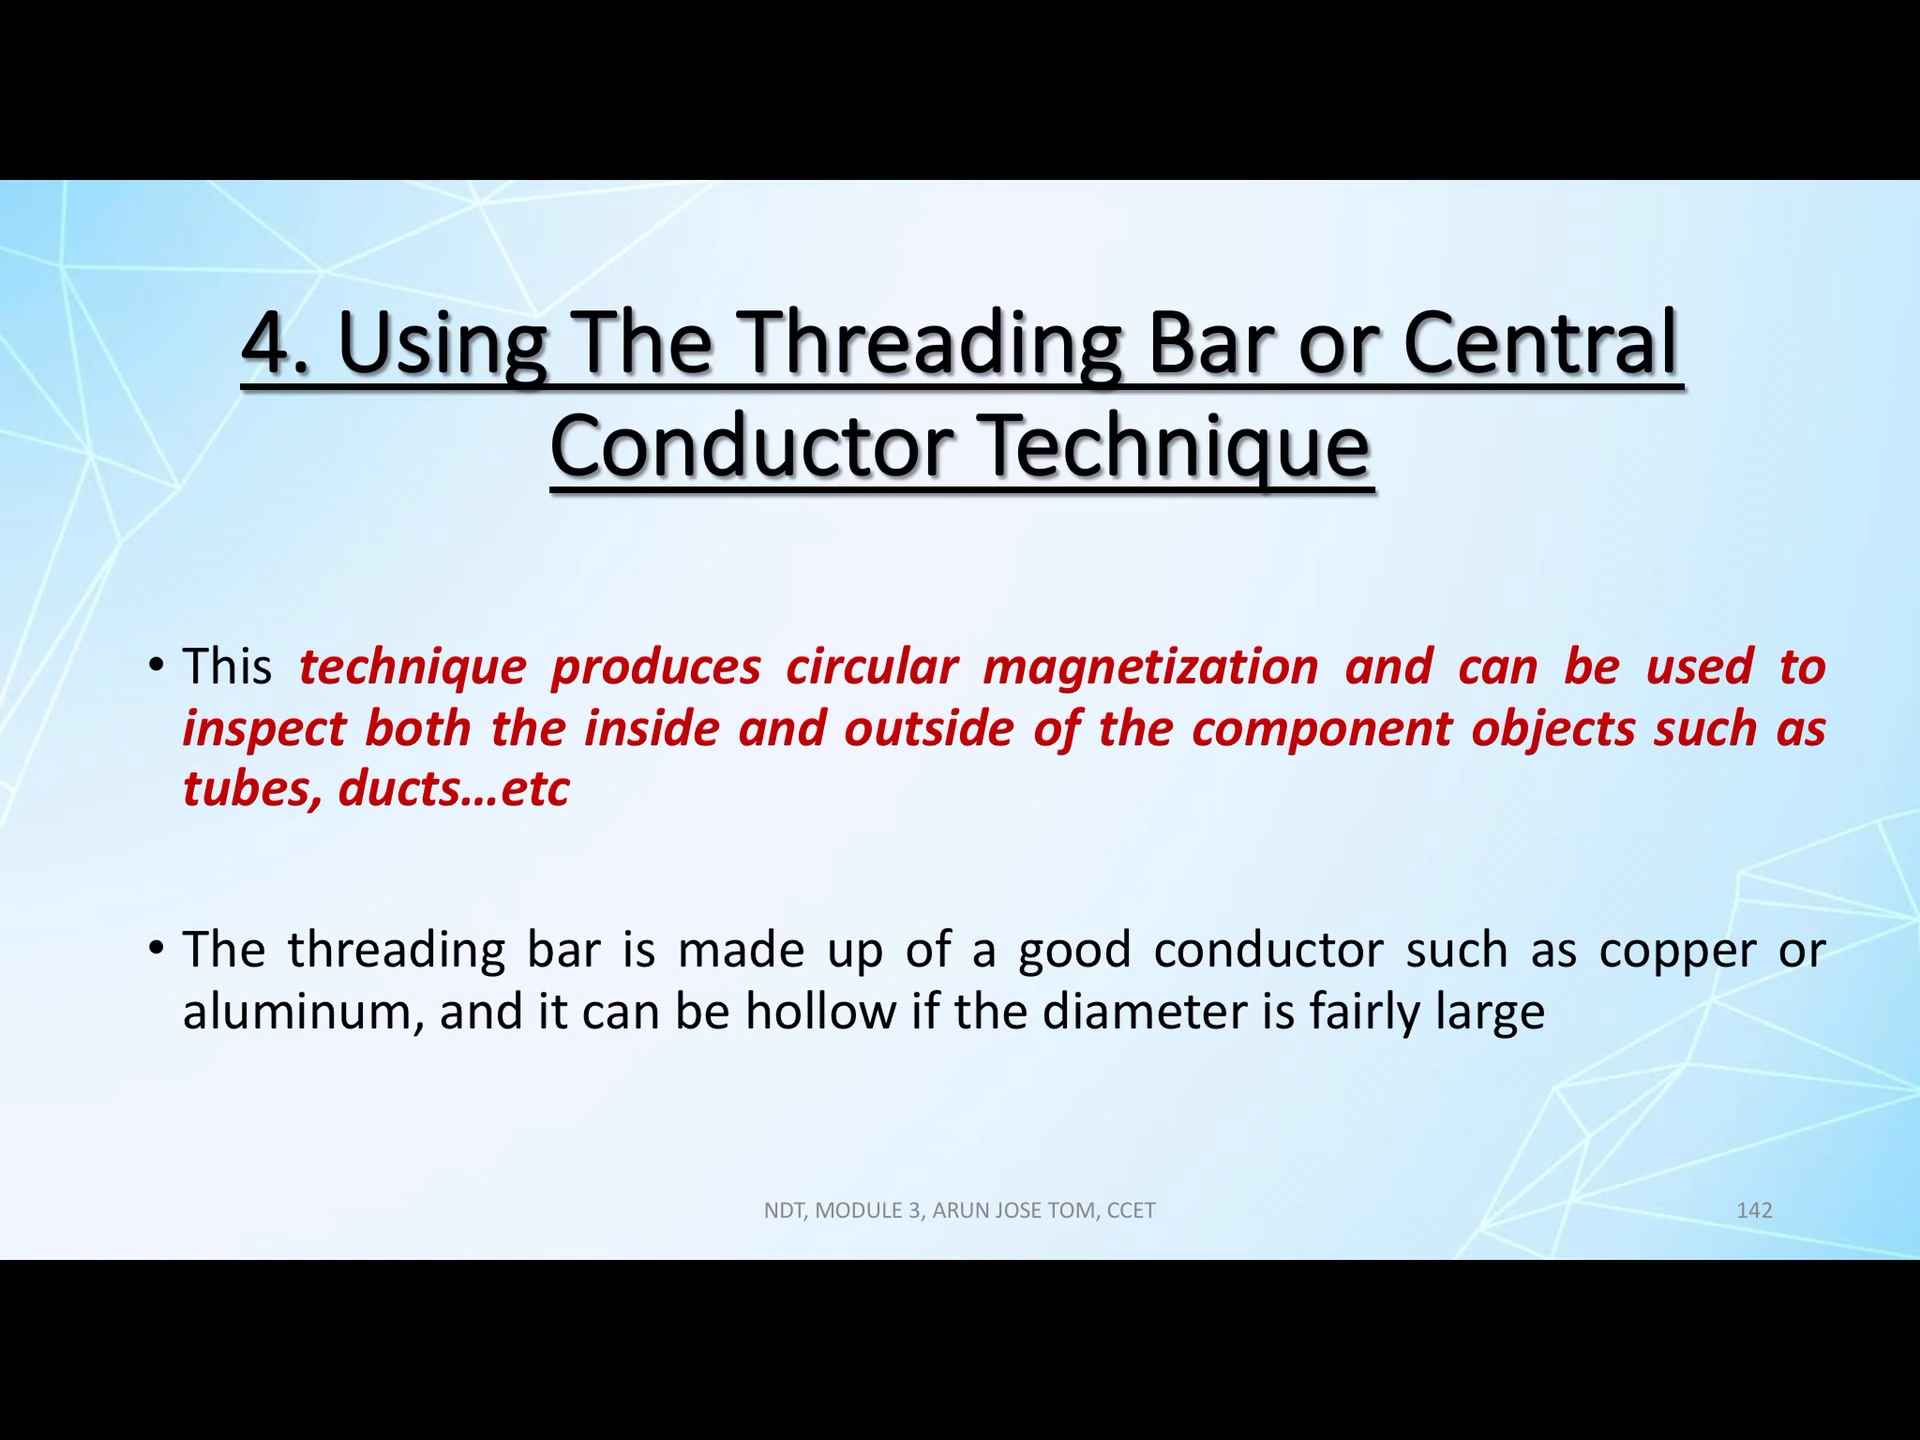 4. Using The Threading Bar or Central
Conductor Technique
• This technique produces circular magnetization and can be used to
inspect both the inside and outside of the component objects such as
tubes, ducts...etc
• The threading bar is made up of a good conductor such as copper or
aluminum, and it can be hollow if the diameter is fairly large
NDT, MODULE 3, ARUN JOSE TOM, CCET
142